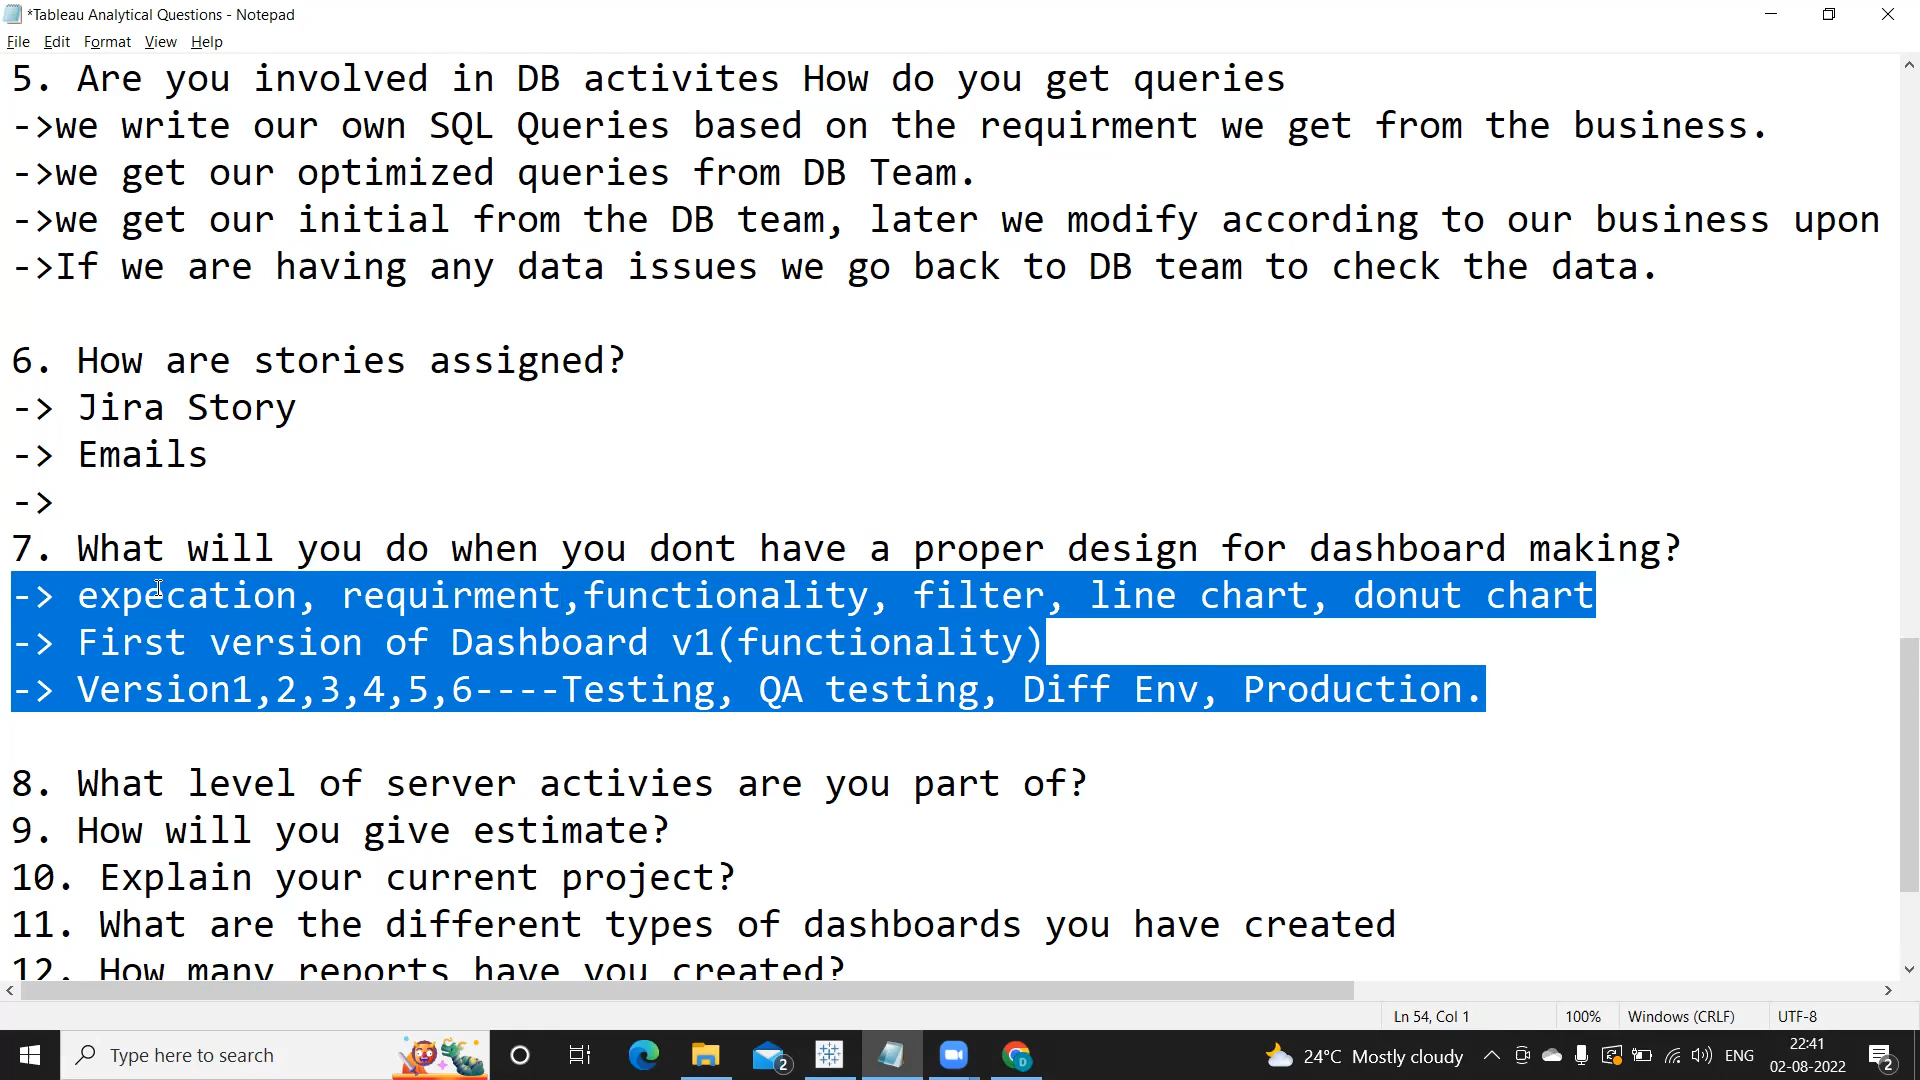 *Tableau Analytical Questions - Notepad
File Edit Format View Help
5. Are you involved in DB activites How do you get queries
->we write our own SQL Queries based on the requirment we get from the business.
->we get our optimized queries from DB Team.
->we get our initial from the DB team, later we modify according to our business upon
->If we are having any data issues we go back to DB team to check the data.
6. How are stories assigned?
-> Jira Story
-> Emails
->
7. What will you do when you dont have a proper design for dashboard making?
-> expecation, requirment,functionality, filter, line chart, donut chart
-> First version of Dashboard v1(functionality)
-> Version1,2,3,4,5,6----Testing, QA testing, Diff Env, Production.
8. What level of server activies are you part of?
9. How will you give estimate?
10. Explain your current project?
11. What are the different types of dashboards you have created
12. How many reports have you created?
Ln 54, Col 1 100% Windows (CRLF) UTF-8
Type here to search 2 24°C Mostly cloudy ENG 22:41 2
02-08-2022